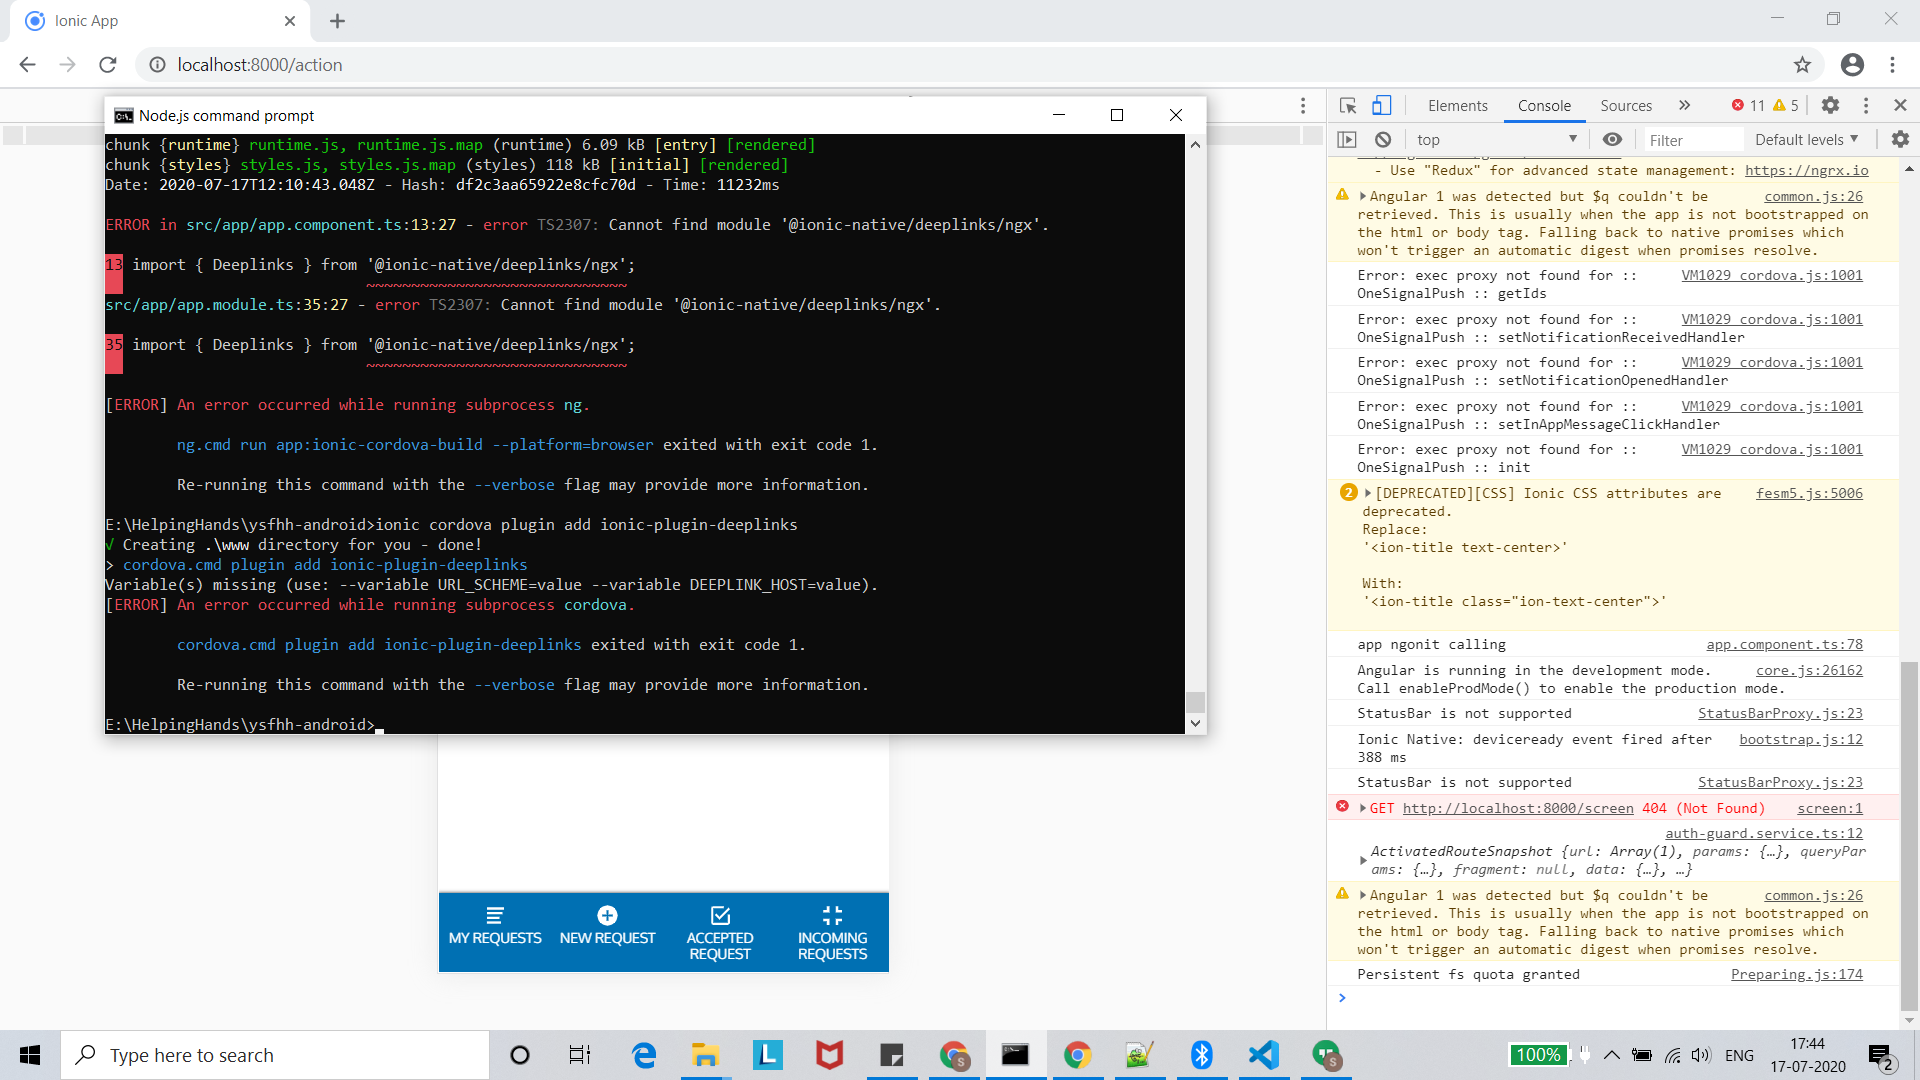 Ionic App
localhost:8000/action
Node.js command prompt
chunk {runtime} runtime.js, runtime.js.map (runtime) 6.09 kB [entry] [rendered]
chunk {styles} styles.js, styles.js.map (styles) 118 kB [initial] [rendered]
Date: 2020-07-17T12:10:43.048Z - Hash: df2c3aa65922e8cfc70d - Time: 11232ms
ERROR in src/app/app.component.ts:13:27 - error TS2307: Cannot find module '@ionic-native/deeplinks/ngx'.
13 import { Deeplinks } from '@ionic-native/deeplinks/ngx';
~~~~~~~~~~~~~~~~~~~~~~~~~~~~~
src/app/app.module.ts:35:27 - error TS2307: Cannot find module '@ionic-native/deeplinks/ngx'.
35 import { Deeplinks } from '@ionic-native/deeplinks/ngx';
~~~~~~~~~~~~~~~~~~~~~~~~~~~~~
[ERROR] An error occurred while running subprocess ng.
ng.cmd run app:ionic-cordova-build --platform=browser exited with exit code 1.
Re-running this command with the --verbose flag may provide more information.
E:\HelpingHands\ysfhh-android>ionic cordova plugin add ionic-plugin-deeplinks
√ Creating .\www directory for you - done!
> cordova.cmd plugin add ionic-plugin-deeplinks
Variable(s) missing (use: --variable URL_SCHEME=value --variable DEEPLINK_HOST=value).
[ERROR] An error occurred while running subprocess cordova.
cordova.cmd plugin add ionic-plugin-deeplinks exited with exit code 1.
Re-running this command with the --verbose flag may provide more information.
E:\HelpingHands\ysfhh-android>
MY REQUESTS
NEW REQUEST
ACCEPTED
REQUEST
INCOMING
REQUESTS
Elements Console Sources » 11 5
top Filter Default levels
- Use "Redux" for advanced state management: https://ngrx.io
Angular 1 was detected but $q couldn't be common.js:26
retrieved. This is usually when the app is not bootstrapped on
the html or body tag. Falling back to native promises which
won't trigger an automatic digest when promises resolve.
Error: exec proxy not found for :: VM1029 cordova.js:1001
OneSignalPush :: getIds
Error: exec proxy not found for :: VM1029 cordova.js:1001
OneSignalPush :: setNotificationReceivedHandler
Error: exec proxy not found for :: VM1029 cordova.js:1001
OneSignalPush :: setNotificationOpenedHandler
Error: exec proxy not found for :: VM1029 cordova.js:1001
OneSignalPush :: setInAppMessageClickHandler
Error: exec proxy not found for :: VM1029 cordova.js:1001
OneSignalPush :: init
2 [DEPRECATED][CSS] Ionic CSS attributes are fesm5.js:5006
deprecated.
Replace:
'<ion-title text-center>'
With:
'<ion-title class="ion-text-center">'
app ngonit calling app.component.ts:78
Angular is running in the development mode. core.js:26162
Call enableProdMode() to enable the production mode.
StatusBar is not supported StatusBarProxy.js:23
Ionic Native: deviceready event fired after bootstrap.js:12
388 ms
StatusBar is not supported StatusBarProxy.js:23
GET http://localhost:8000/screen 404 (Not Found) screen:1
auth-guard.service.ts:12
ActivatedRouteSnapshot {url: Array(1), params: {…}, queryPar
ams: {…}, fragment: null, data: {…}, …}
Angular 1 was detected but $q couldn't be common.js:26
retrieved. This is usually when the app is not bootstrapped on
the html or body tag. Falling back to native promises which
won't trigger an automatic digest when promises resolve.
Persistent fs quota granted Preparing.js:174
Type here to search
L
S
S
100%
ENG
17:44
17-07-2020
2